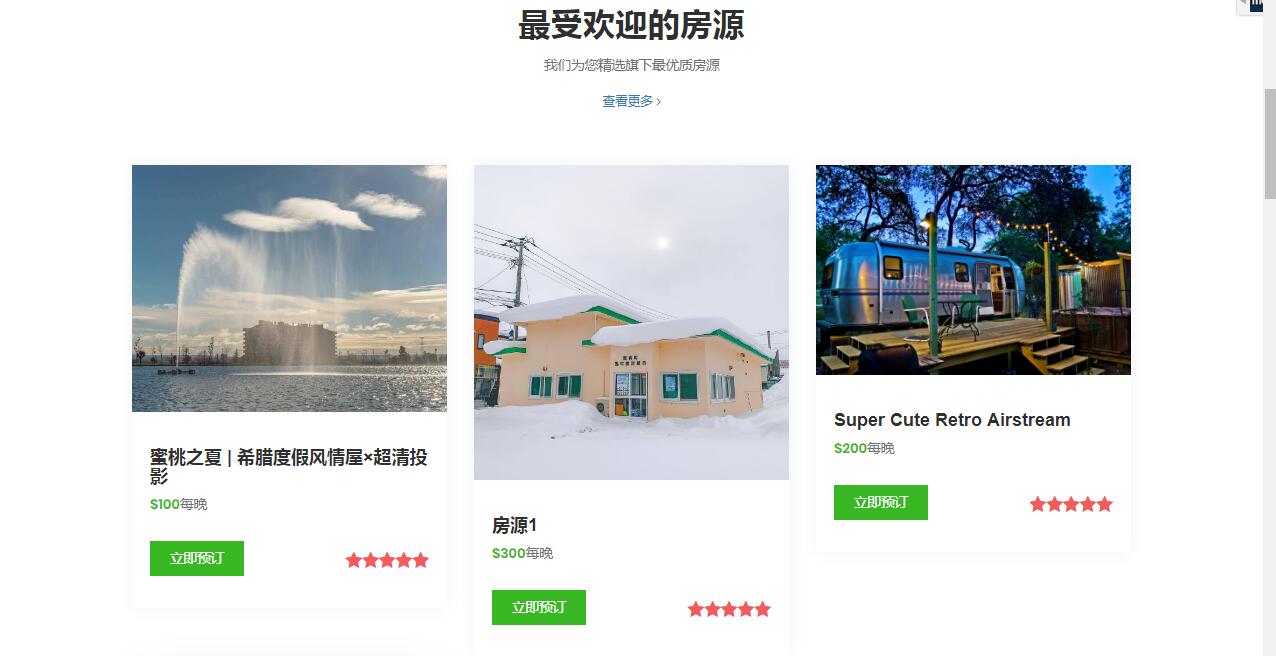 最受欢迎的房源
我们为您精选旗下最优质房源
查看更多 >
蜜桃之夏 | 希腊度假风情屋×超清投
影
$100每晚
立即预订
房源1
$300每晚
立即预订
Super Cute Retro Airstream
$200每晚
立即预订